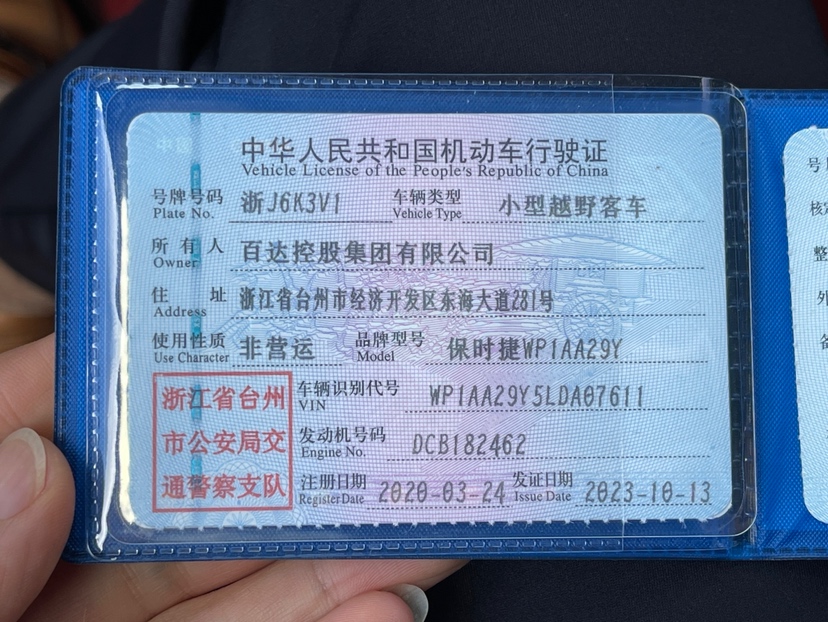 中华人民共和国机动车行驶证
Vehicle License of the People's Republic of China
号牌号码 浙J6K3V1 车辆类型 小型越野客车
Plate No. Vehicle Type
所有人 百达控股集团有限公司
Owner
住址 浙江省台州市经济开发区东海大道281号
Address
使用性质 非营运 品牌型号 保时捷WP1AA29Y
Use Character Model
浙江省台州
市公安局交
通警察支队
车辆识别代号 WP1AA29Y5LDA07611
VIN
发动机号码 DCB182462
Engine No.
注册日期 2020-03-24 发证日期 2023-10-13
Register Date Issue Date
号
核定
整
外